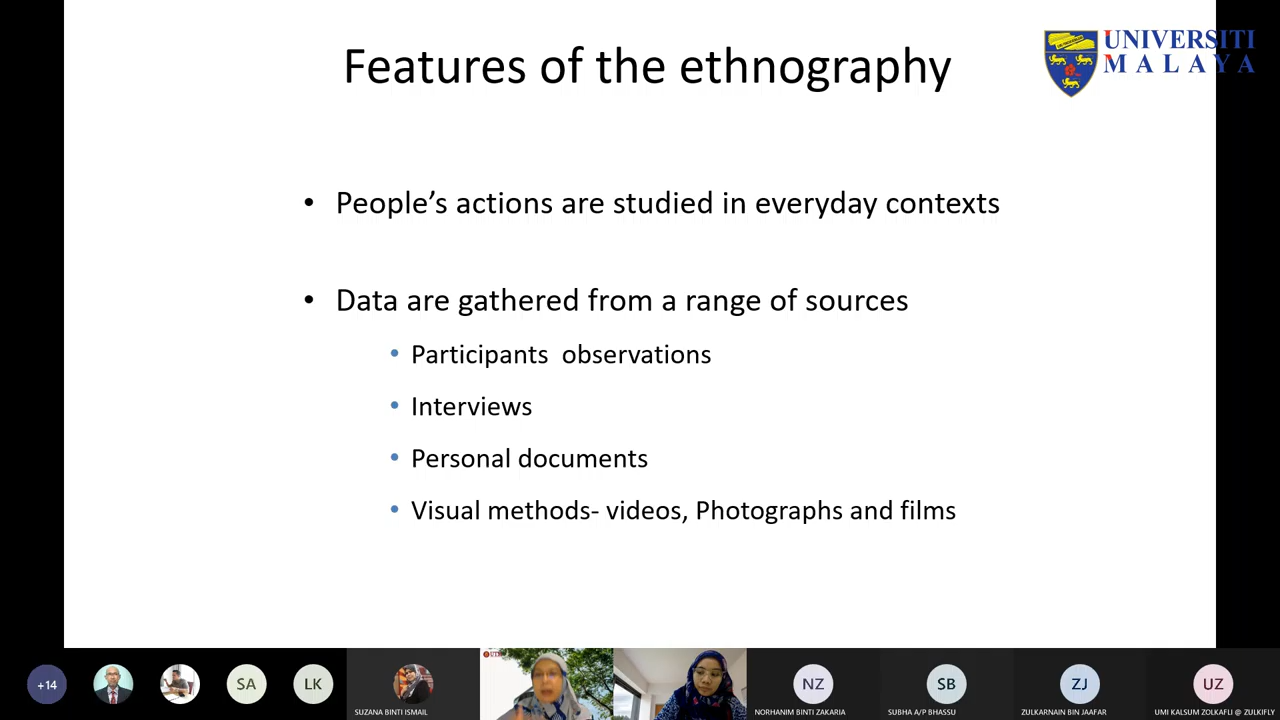 Features of the ethnography
UNIVERSITI
MALAYA
• People’s actions are studied in everyday contexts
• Data are gathered from a range of sources
• Participants  observations
• Interviews
• Personal documents
• Visual methods- videos, Photographs and films
+14
SA
LK
NZ
SB
ZJ
UZ
SUZANA BINTI ISMAIL
NORHANIM BINTI ZAKARIA
SUBHA A/P BHASSU
ZULKARNAIN BIN JAAFAR
UMI KALSUM ZOLKAFLI @ ZULKIFLY